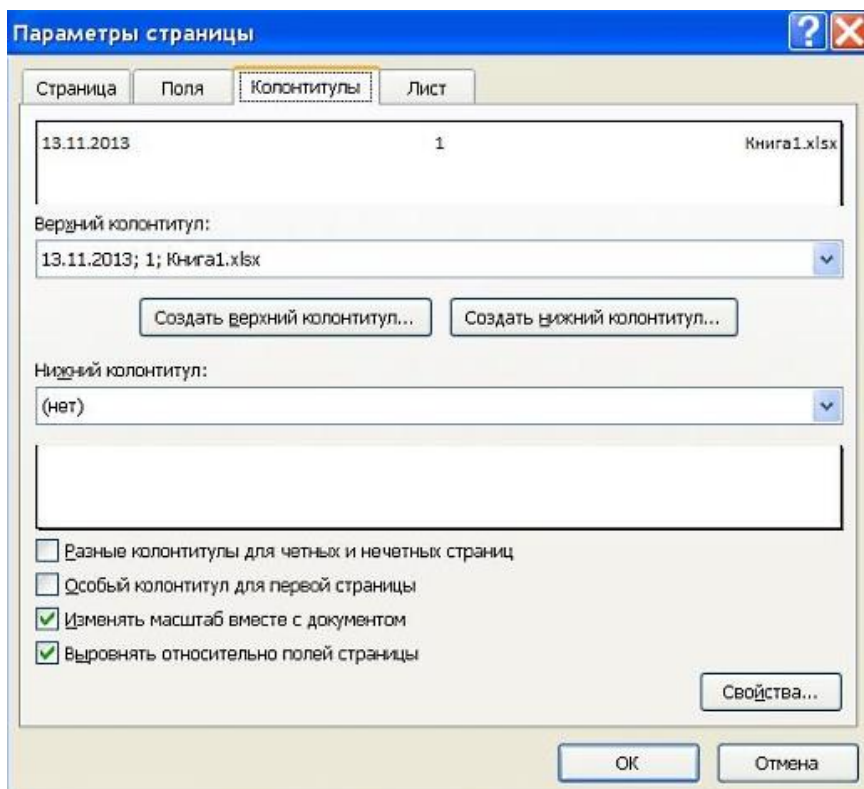 Параметры страницы
Страница Поля Колонтитулы Лист
13.11.2013 1 Книга1.xlsx
Верхний колонтитул:
13.11.2013; 1; Книга1.xlsx
Создать верхний колонтитул... Создать нижний колонтитул...
Нижний колонтитул:
(нет)
Разные колонтитулы для четных и нечетных страниц
Особый колонтитул для первой страницы
Изменять масштаб вместе с документом
Выровнять относительно полей страницы
Свойства...
ОК Отмена